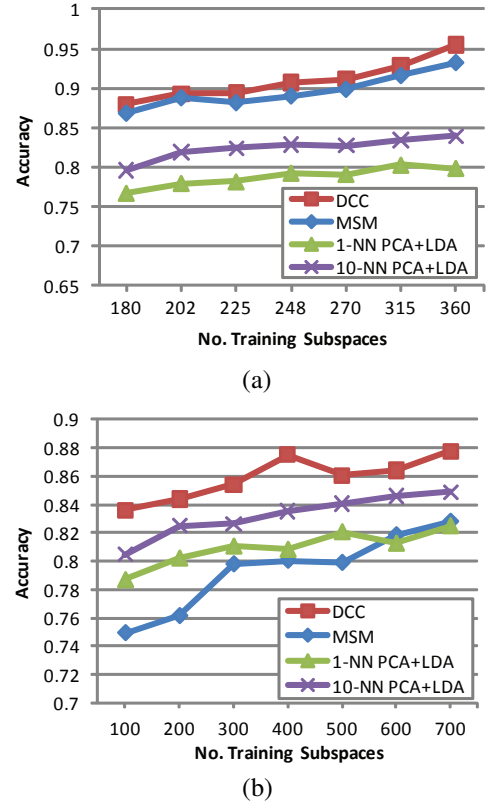 1
0.95
0.9
0.85
0.8
0.75
0.7
0.65
Accuracy
DCC
MSM
1-NN PCA+LDA
10-NN PCA+LDA
180 202 225 248 270 315 360
No. Training Subspaces
(a)
0.9
0.88
0.86
0.84
0.82
0.8
0.78
0.76
0.74
0.72
0.7
Accuracy
DCC
MSM
1-NN PCA+LDA
10-NN PCA+LDA
100 200 300 400 500 600 700
No. Training Subspaces
(b)